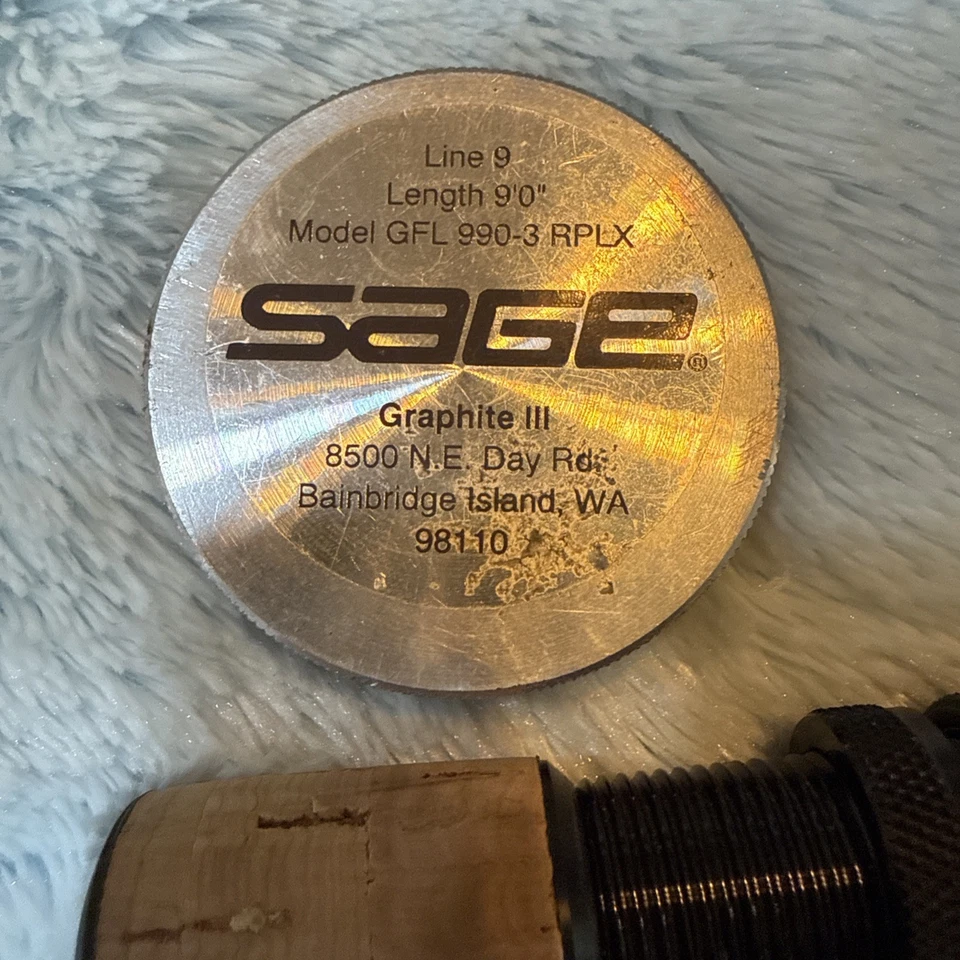 Line 9
Length 9'0"
Model GFL 990-3 RPLX
SAGE®
Graphite III
8500 N.E. Day Rd.
Bainbridge Island, WA
98110